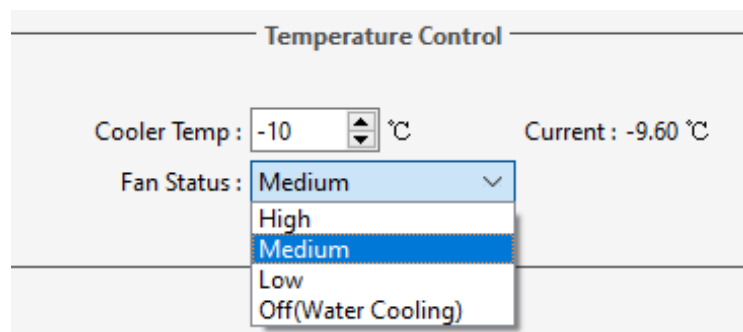 Temperature Control
Cooler Temp : -10 ℃ Current : -9.60 ℃
Fan Status : Medium
High
Medium
Low
Off(Water Cooling)